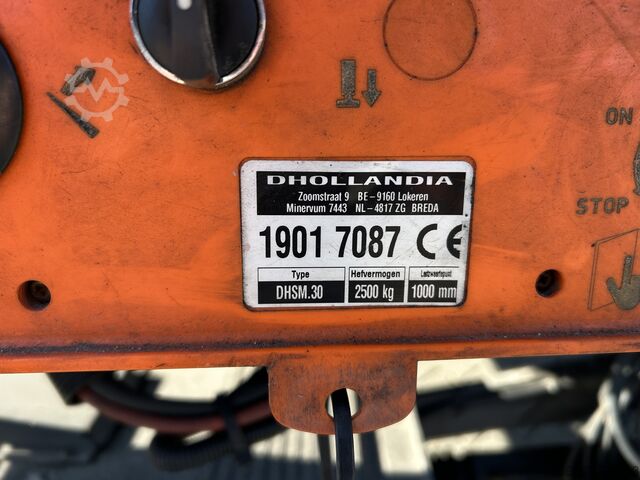 ON
STOP
DHOLLANDIA
Zoomstraat 9 BE-9160 Lokeren
Minervum 7443 NL-4817 ZG BREDA
1901 7087 CE
Type Hefvermogen Lastzwaartepunt
DHSM.30 2500 kg 1000 mm